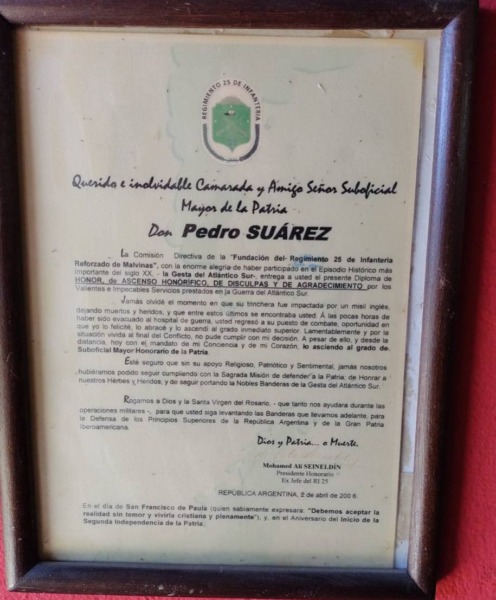 REGIMIENTO 25 DE INFANTERIA
Querido e inolvidable Camarada y Amigo Señor Suboficial
Mayor de la Patria
Don Pedro SUÁREZ
La Comisión Directiva de la "Fundación del Regimiento 25 de Infantería
Reforzado de Malvinas", con la enorme alegría de haber participado en el Episodio Histórico más
importante del siglo XX, - la Gesta del Atlántico Sur-, entrega a usted el presente Diploma de
HONOR, de ASCENSO HONÓRIFICO, DE DISCULPAS Y DE AGRADECIMIENTO por los
Valientes e Impecables Servicios prestados en la Guerra del Atlántico Sur.
Jamás olvidé el momento en que su trinchera fue impactada por un misil inglés,
dejando muertos y heridos, y que entre estos últimos se encontraba usted. A las pocas horas de
haber sido evacuado al hospital de guerra, usted regresó a su puesto de combate, oportunidad en
que yo lo felicité, lo abracé y lo ascendí al grado inmediato superior. Lamentablemente y por la
situación vivida al final del Conflicto, no pude cumplir con mi decisión. A pesar de ello, y desde la
distancia, hoy con el mandato de mi Conciencia y de mi Corazón, lo asciendo al grado de
Suboficial Mayor Honorario de la Patria.
Esté seguro que sin su apoyo Religioso, Patriótico y Sentimental, jamás nosotros
hubiéramos podido seguir cumpliendo con la Sagrada Misión de defender a la Patria, de Honrar a
nuestros Héroes y Heridos, y de seguir portando la Nobles Banderas de la Gesta del Atlántico Sur.
Rogamos a Dios y la Santa Virgen del Rosario, - que tanto nos ayudara durante las
operaciones militares -, para que usted siga levantando las Banderas que llevamos adelante, para
la Defensa de los Principios Superiores de la República Argentina y de la Gran Patria
Iberoamericana.
Dios y Patria... o Muerte.
Mohamed Alí SEINELDÍN
Presidente Honorario
Ex Jefe del RI 25
REPÚBLICA ARGENTINA, 2 de abril de 2006.
En el día de San Francisco de Paula (quien sabiamente expresara: "Debemos aceptar la
realidad sin temor y vivirla cristiana y plenamente"), y, en el Aniversario del Inicio de la
Segunda Independencia de la Patria.